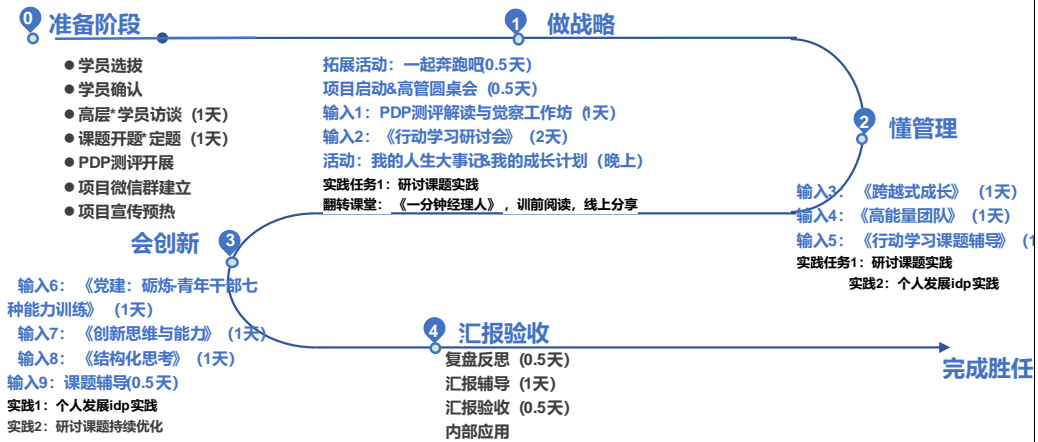 0 准备阶段
● 学员选拔
● 学员确认
● 高层*学员访谈（1天）
● 课题开题*定题（1天）
● PDP测评开展
● 项目微信群建立
● 项目宣传预热
1 做战略
拓展活动：一起奔跑吧(0.5天）
项目启动&高管圆桌会（0.5天）
输入1：PDP测评解读与觉察工作坊（1天）
输入2：《行动学习研讨会》（2天）
活动：我的人生大事记&我的成长计划（晚上）
实践任务1：研讨课题实践
翻转课堂：《一分钟经理人》，训前阅读，线上分享
2 懂管理
输入3：《跨越式成长》（1天）
输入4：《高能量团队》（1天）
输入5：《行动学习课题辅导》（1
实践任务1：研讨课题实践
实践2：个人发展idp实践
会创新 3
输入6：《党建：砺炼-青年干部七
种能力训练》（1天）
输入7：《创新思维与能力》（1天）
输入8：《结构化思考》（1天）
输入9：课题辅导(0.5天）
实践1：个人发展idp实践
实践2：研讨课题持续优化
4 汇报验收
复盘反思（0.5天）
汇报辅导（1天）
汇报验收（0.5天）
内部应用
完成胜任